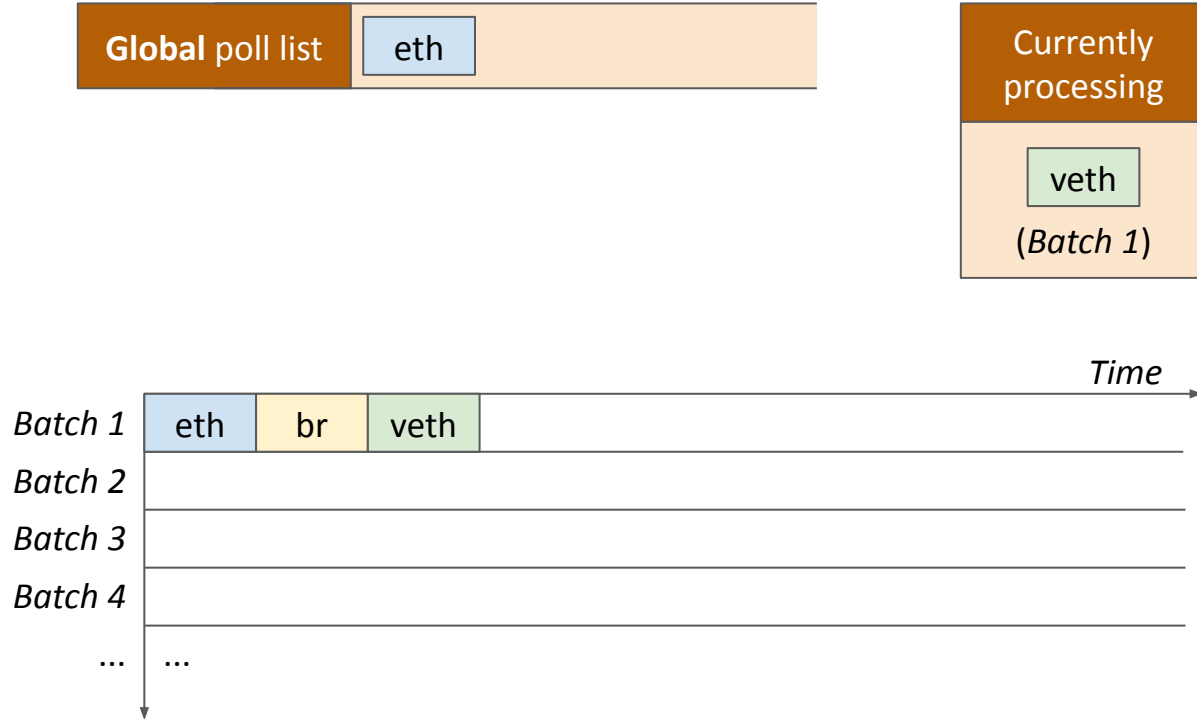 Global poll list
eth
Currently
processing
veth
(Batch 1)
Time
Batch 1
eth
br
veth
Batch 2
Batch 3
Batch 4
...
...